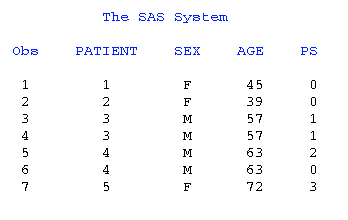 The SAS System
Obs PATIENT SEX AGE PS
1 1 F 45 0
2 2 F 39 0
3 3 M 57 1
4 3 M 57 1
5 4 M 63 2
6 4 M 63 0
7 5 F 72 3